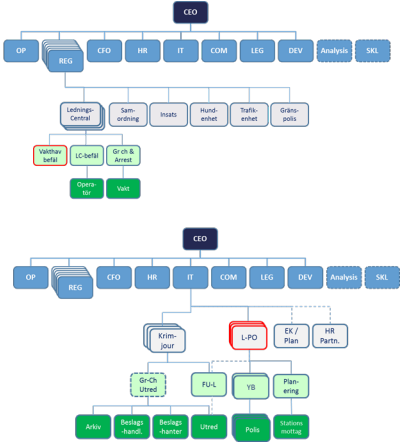 CEO
OP REG CFO HR IT COM LEG DEV Analysis SKL
Lednings-
Central
Sam-
ordning
Insats
Hund-
enhet
Trafik-
enhet
Gräns-
polis
Vakthav
befäl
LC-befäl
Gr ch &
Arrest
Opera-
tör
Vakt
CEO
OP REG CFO HR IT COM LEG DEV Analysis SKL
Krim-
jour
L-PO
EK /
Plan
HR
Partn.
Gr-Ch
Utred
FU-L
YB
Plan-
ering
Arkiv
Beslags
-handl.
Beslags
-hanter
Utred
Polis
Stations
mottag